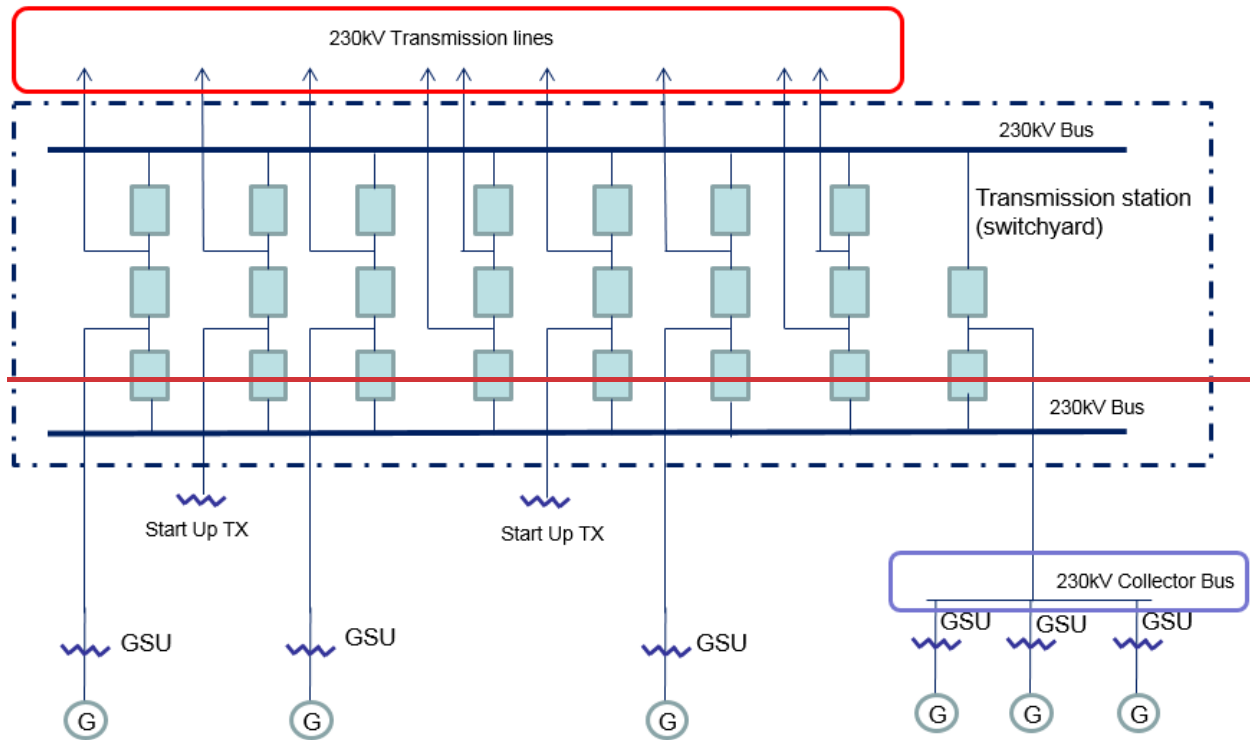 230kV Transmission lines
230kV Bus
Transmission station
(switchyard)
230kV Bus
Start Up TX
Start Up TX
230kV Collector Bus
GSU
GSU
GSU
GSU
GSU
GSU
G
G
G
G
G
G